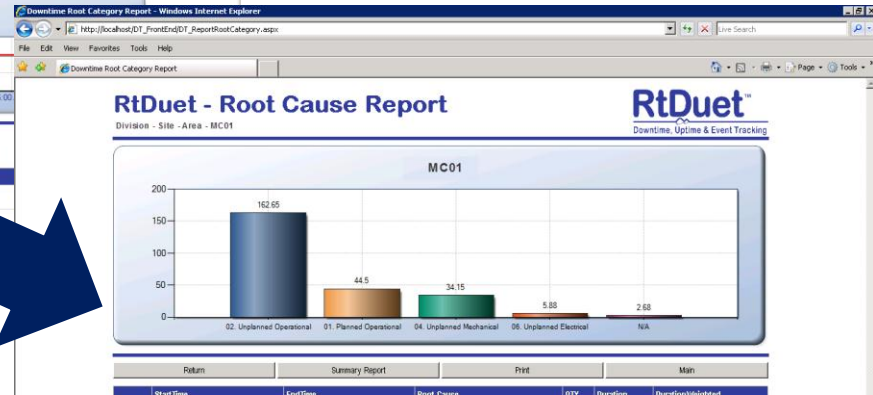 Downtime Root Category Report - Windows Internet Explorer
http://localhost/DT_FrontEnd/DT_ReportRootCategory.aspx
Live Search
File Edit View Favorites Tools Help
Downtime Root Category Report
Page Tools
RtDuet - Root Cause Report
Division - Site - Area - MC01
RtDuet™
Downtime, Uptime & Event Tracking
MC01
200
150
100
50
0
162.65
44.5
34.15
5.88
2.68
02. Unplanned Operational 01. Planned Operational 04. Unplanned Mechanical 06. Unplanned Electrical N/A
Return Summary Report Print Main
StartTime EndTime Root Cause QTY Duration DurationWeighted